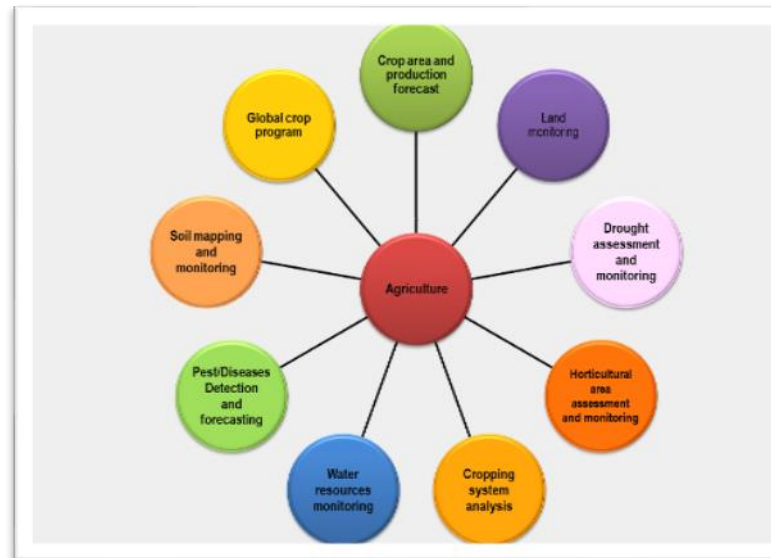 Crop area and
production
forecast
Land
monitoring
Drought
assessment
and
monitoring
Horticultural
area
assessment
and monitoring
Cropping
system
analysis
Water
resources
monitoring
Pest/Diseases
Detection
and
forecasting
Soil mapping
and
monitoring
Global crop
program
Agriculture